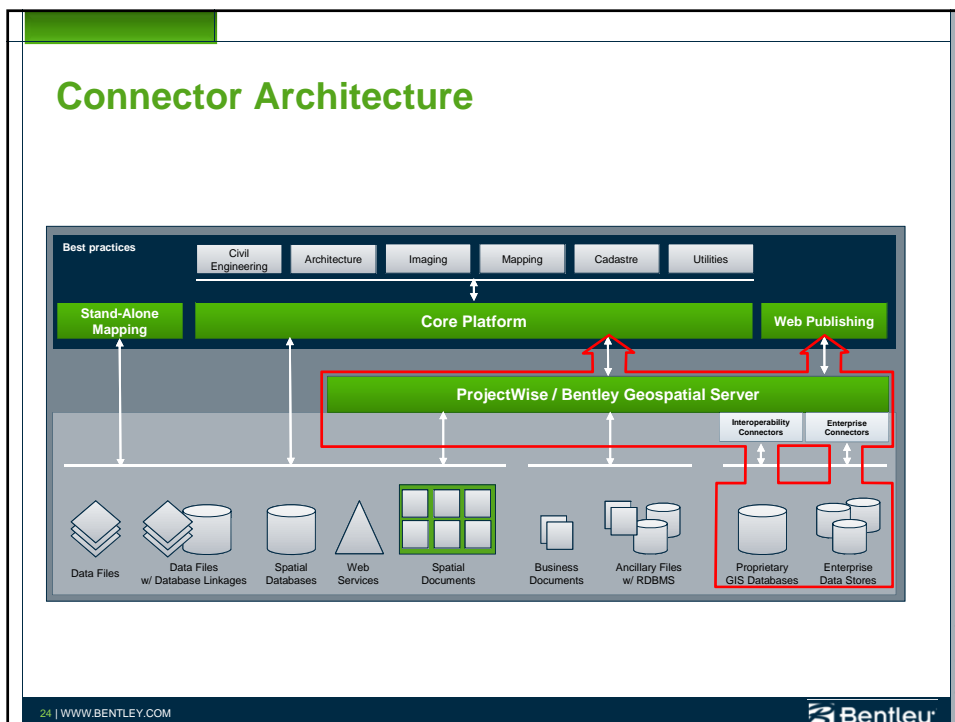 Connector Architecture
Best practices
Civil
Engineering
Architecture
Imaging
Mapping
Cadastre
Utilities
Stand-Alone
Mapping
Core Platform
Web Publishing
ProjectWise / Bentley Geospatial Server
Interoperability
Connectors
Enterprise
Connectors
Data Files
Data Files
w/ Database Linkages
Spatial
Databases
Web
Services
Spatial
Documents
Business
Documents
Ancillary Files
w/ RDBMS
Proprietary
GIS Databases
Enterprise
Data Stores
24 | WWW.BENTLEY.COM
Bentley